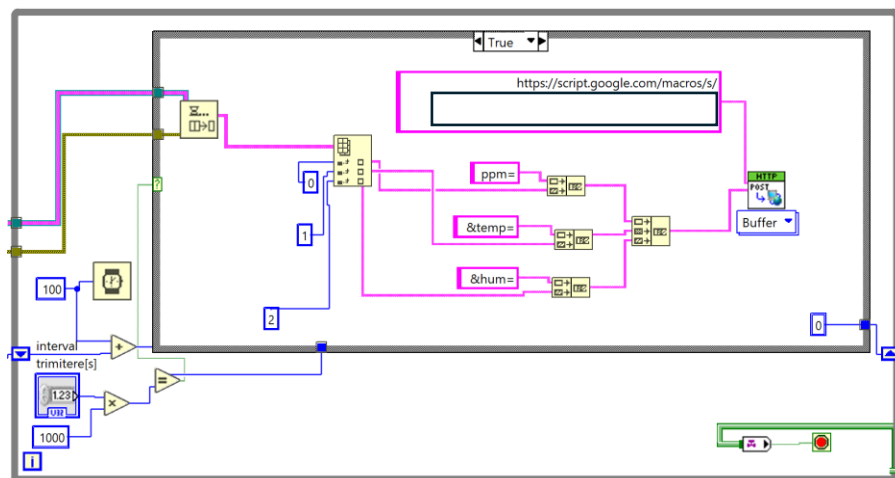 True
https://script.google.com/macros/s/
HTTP
POST
Buffer
0
1
2
ppm=
&temp=
&hum=
0
100
interval
trimitere[s]
1.23
1000
i